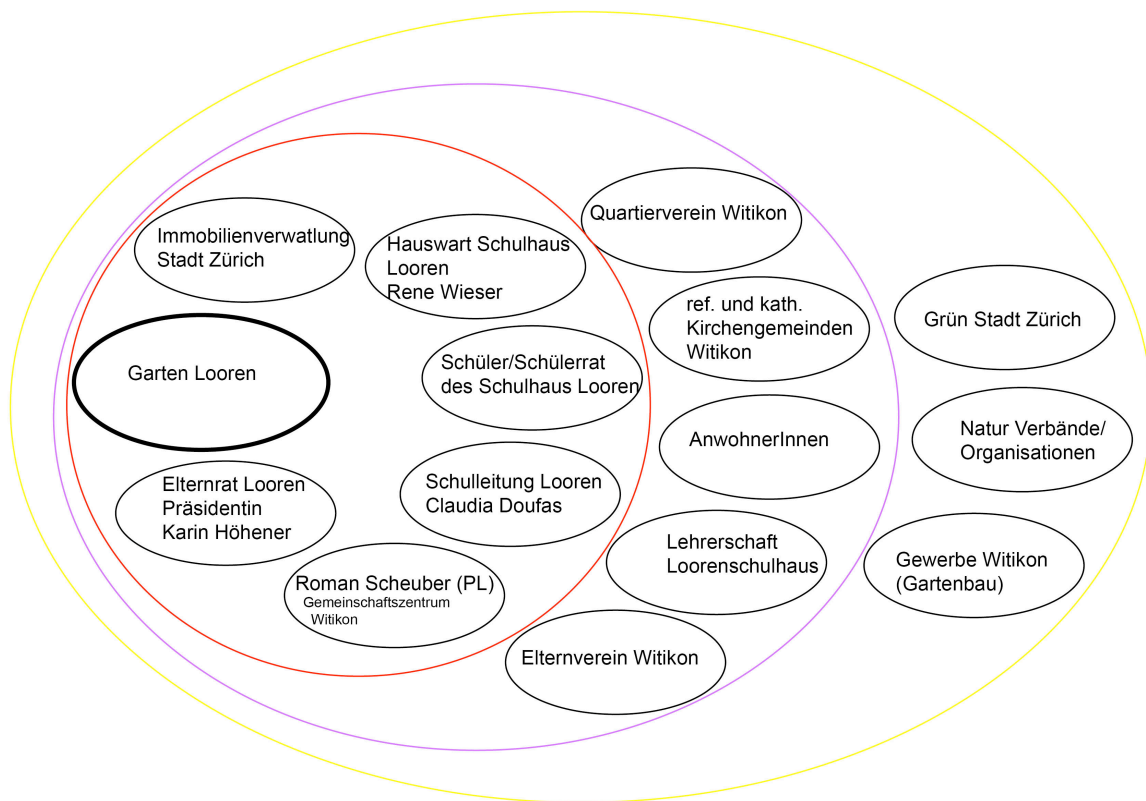 Quartierverein Witikon
Immobilienverwatlung
Stadt Zürich
Hauswart Schulhaus
Looren
Rene Wieser
ref. und kath.
Kirchengemeinden
Witikon
Grün Stadt Zürich
Garten Looren
Schüler/Schülerrat
des Schulhaus Looren
AnwohnerInnen
Natur Verbände/
Organisationen
Elternrat Looren
Präsidentin
Karin Höhener
Schulleitung Looren
Claudia Doufas
Lehrerschaft
Loorenschulhaus
Gewerbe Witikon
(Gartenbau)
Roman Scheuber (PL)
Gemeinschaftszentrum
Witikon
Elternverein Witikon